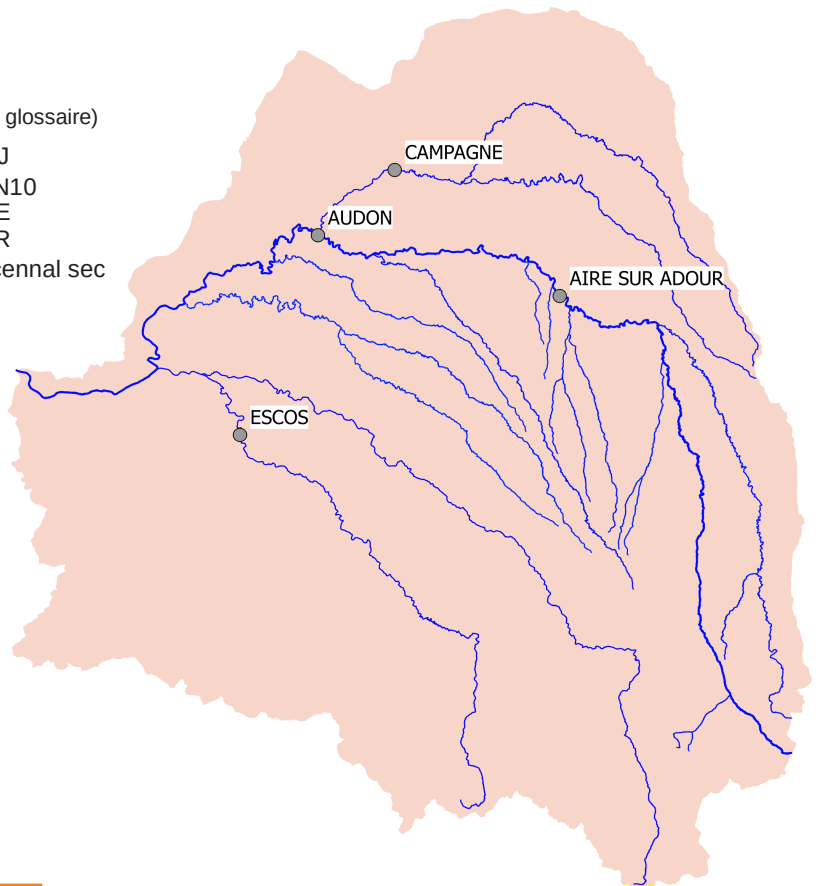 glossaire)
J
N10
E
R
cennal sec
CAMPAGNE
AUDON
AIRE SUR ADOUR
ESCOS